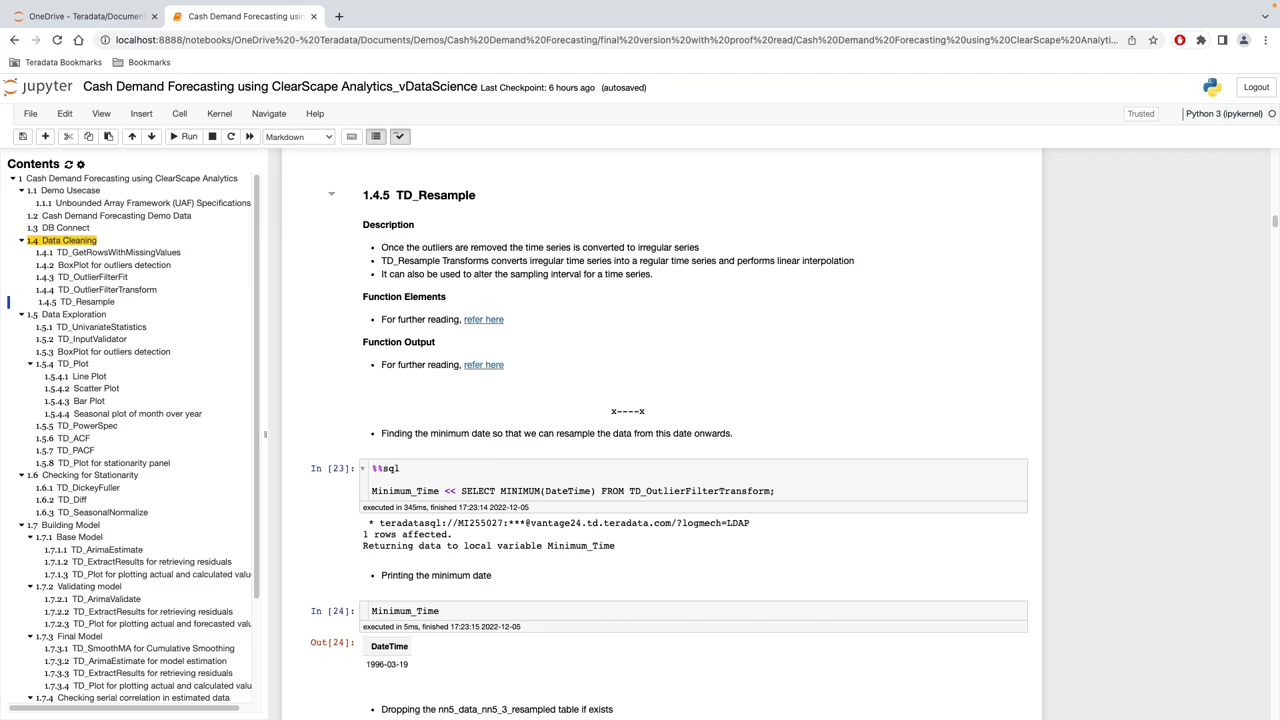 OneDrive - Teradata/Document
Cash Demand Forecasting usin
localhost:8888/notebooks/OneDrive%20-%20Teradata/Documents/Demos/Cash%20Demand%20Forecasting/final%20version%20with%20proof%20read/Cash%20Demand%20Forecasting%20using%20ClearScape%20Analyti...
Teradata Bookmarks
Bookmarks
jupyter Cash Demand Forecasting using ClearScape Analytics_vDataScience Last Checkpoint: 6 hours ago (autosaved)
Logout
File Edit View Insert Cell Kernel Navigate Help
Trusted
Python 3 (ipykernel)
Run
Markdown
Contents
1 Cash Demand Forecasting using ClearScape Analytics
1.1 Demo Usecase
1.1.1 Unbounded Array Framework (UAF) Specifications
1.2 Cash Demand Forecasting Demo Data
1.3 DB Connect
1.4 Data Cleaning
1.4.1 TD_GetRowsWithMissingValues
1.4.2 BoxPlot for outliers detection
1.4.3 TD_OutlierFilterFit
1.4.4 TD_OutlierFilterTransform
1.4.5 TD_Resample
1.5 Data Exploration
1.5.1 TD_UnivariateStatistics
1.5.2 TD_InputValidator
1.5.3 BoxPlot for outliers detection
1.5.4 TD_Plot
1.5.4.1 Line Plot
1.5.4.2 Scatter Plot
1.5.4.3 Bar Plot
1.5.4.4 Seasonal plot of month over year
1.5.5 TD_PowerSpec
1.5.6 TD_ACF
1.5.7 TD_PACF
1.5.8 TD_Plot for stationarity panel
1.6 Checking for Stationarity
1.6.1 TD_DickeyFuller
1.6.2 TD_Diff
1.6.3 TD_SeasonalNormalize
1.7 Building Model
1.7.1 Base Model
1.7.1.1 TD_ArimaEstimate
1.7.1.2 TD_ExtractResults for retrieving residuals
1.7.1.3 TD_Plot for plotting actual and calculated valu
1.7.2 Validating model
1.7.2.1 TD_ArimaValidate
1.7.2.2 TD_ExtractResults for retrieving residuals
1.7.2.3 TD_Plot for plotting actual and forecasted valu
1.7.3 Final Model
1.7.3.1 TD_SmoothMA for Cumulative Smoothing
1.7.3.2 TD_ArimaEstimate for model estimation
1.7.3.3 TD_ExtractResults for retrieving residuals
1.7.3.4 TD_Plot for plotting actual and calculated valu
1.7.4 Checking serial correlation in estimated data
1.4.5 TD_Resample
Description
• Once the outliers are removed the time series is converted to irregular series
• TD_Resample Transforms converts irregular time series into a regular time series and performs linear interpolation
• It can also be used to alter the sampling interval for a time series.
Function Elements
• For further reading, refer here
Function Output
• For further reading, refer here
x----x
• Finding the minimum date so that we can resample the data from this date onwards.
In [23]: %%sql
Minimum_Time << SELECT MINIMUM(DateTime) FROM TD_OutlierFilterTransform;
executed in 345ms, finished 17:23:14 2022-12-05
* teradatasql://MI255027:***@vantage24.td.teradata.com/?logmech=LDAP
1 rows affected.
Returning data to local variable Minimum_Time
• Printing the minimum date
In [24]: Minimum_Time
executed in 5ms, finished 17:23:15 2022-12-05
Out[24]: DateTime
1996-03-19
• Dropping the nn5_data_nn5_3_resampled table if exists